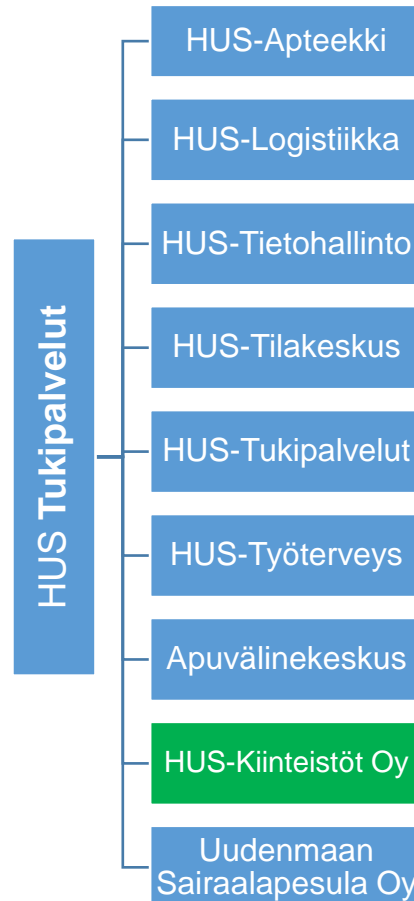 HUS Tukipalvelut
HUS-Apteekki
HUS-Logistiikka
HUS-Tietohallinto
HUS-Tilakeskus
HUS-Tukipalvelut
HUS-Työterveys
Apuvälinekeskus
HUS-Kiinteistöt Oy
Uudenmaan
Sairaalapesula Oy